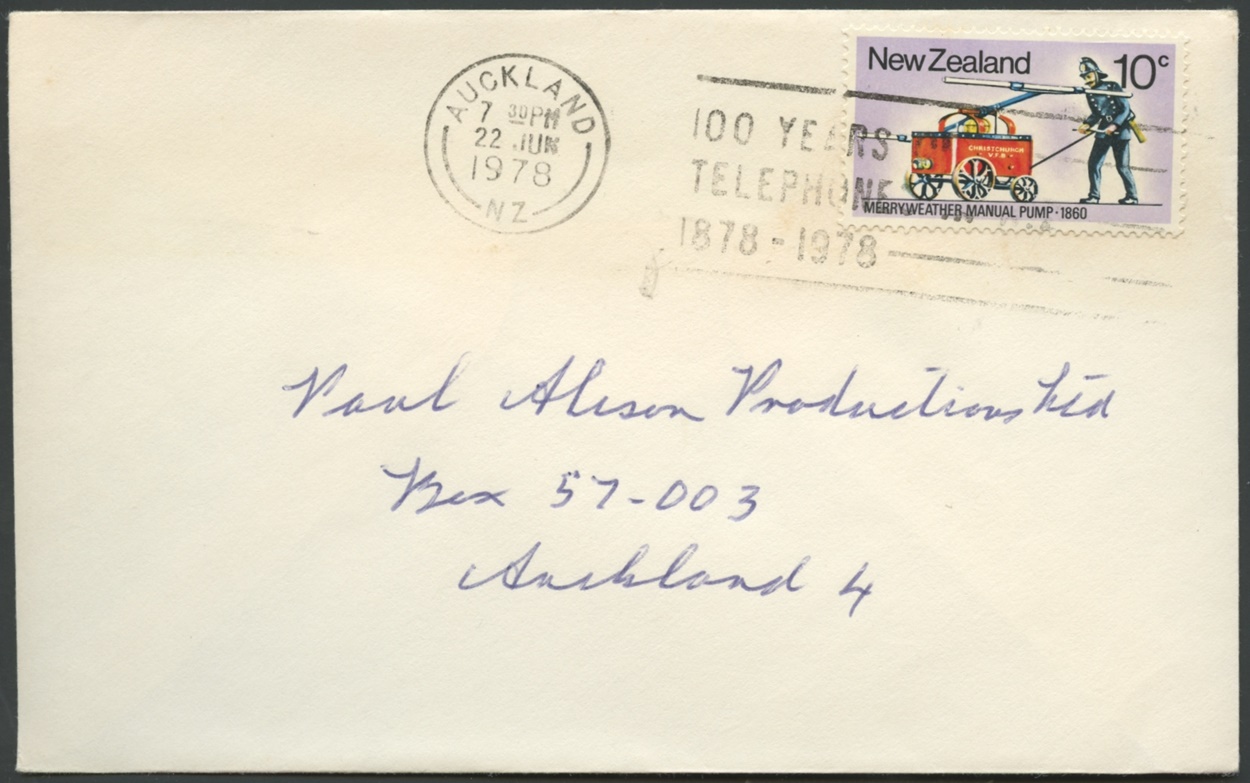 AUCKLAND
7 30PM
22 JUN
1978
NZ
100 YEARS
TELEPHONE
1878-1978
New Zealand 10c
CHRISTCHURCH
V.F.B.
MERRYWEATHER MANUAL PUMP·1860
Paul Alison Productions Ltd
Box 57-003
Auckland 4